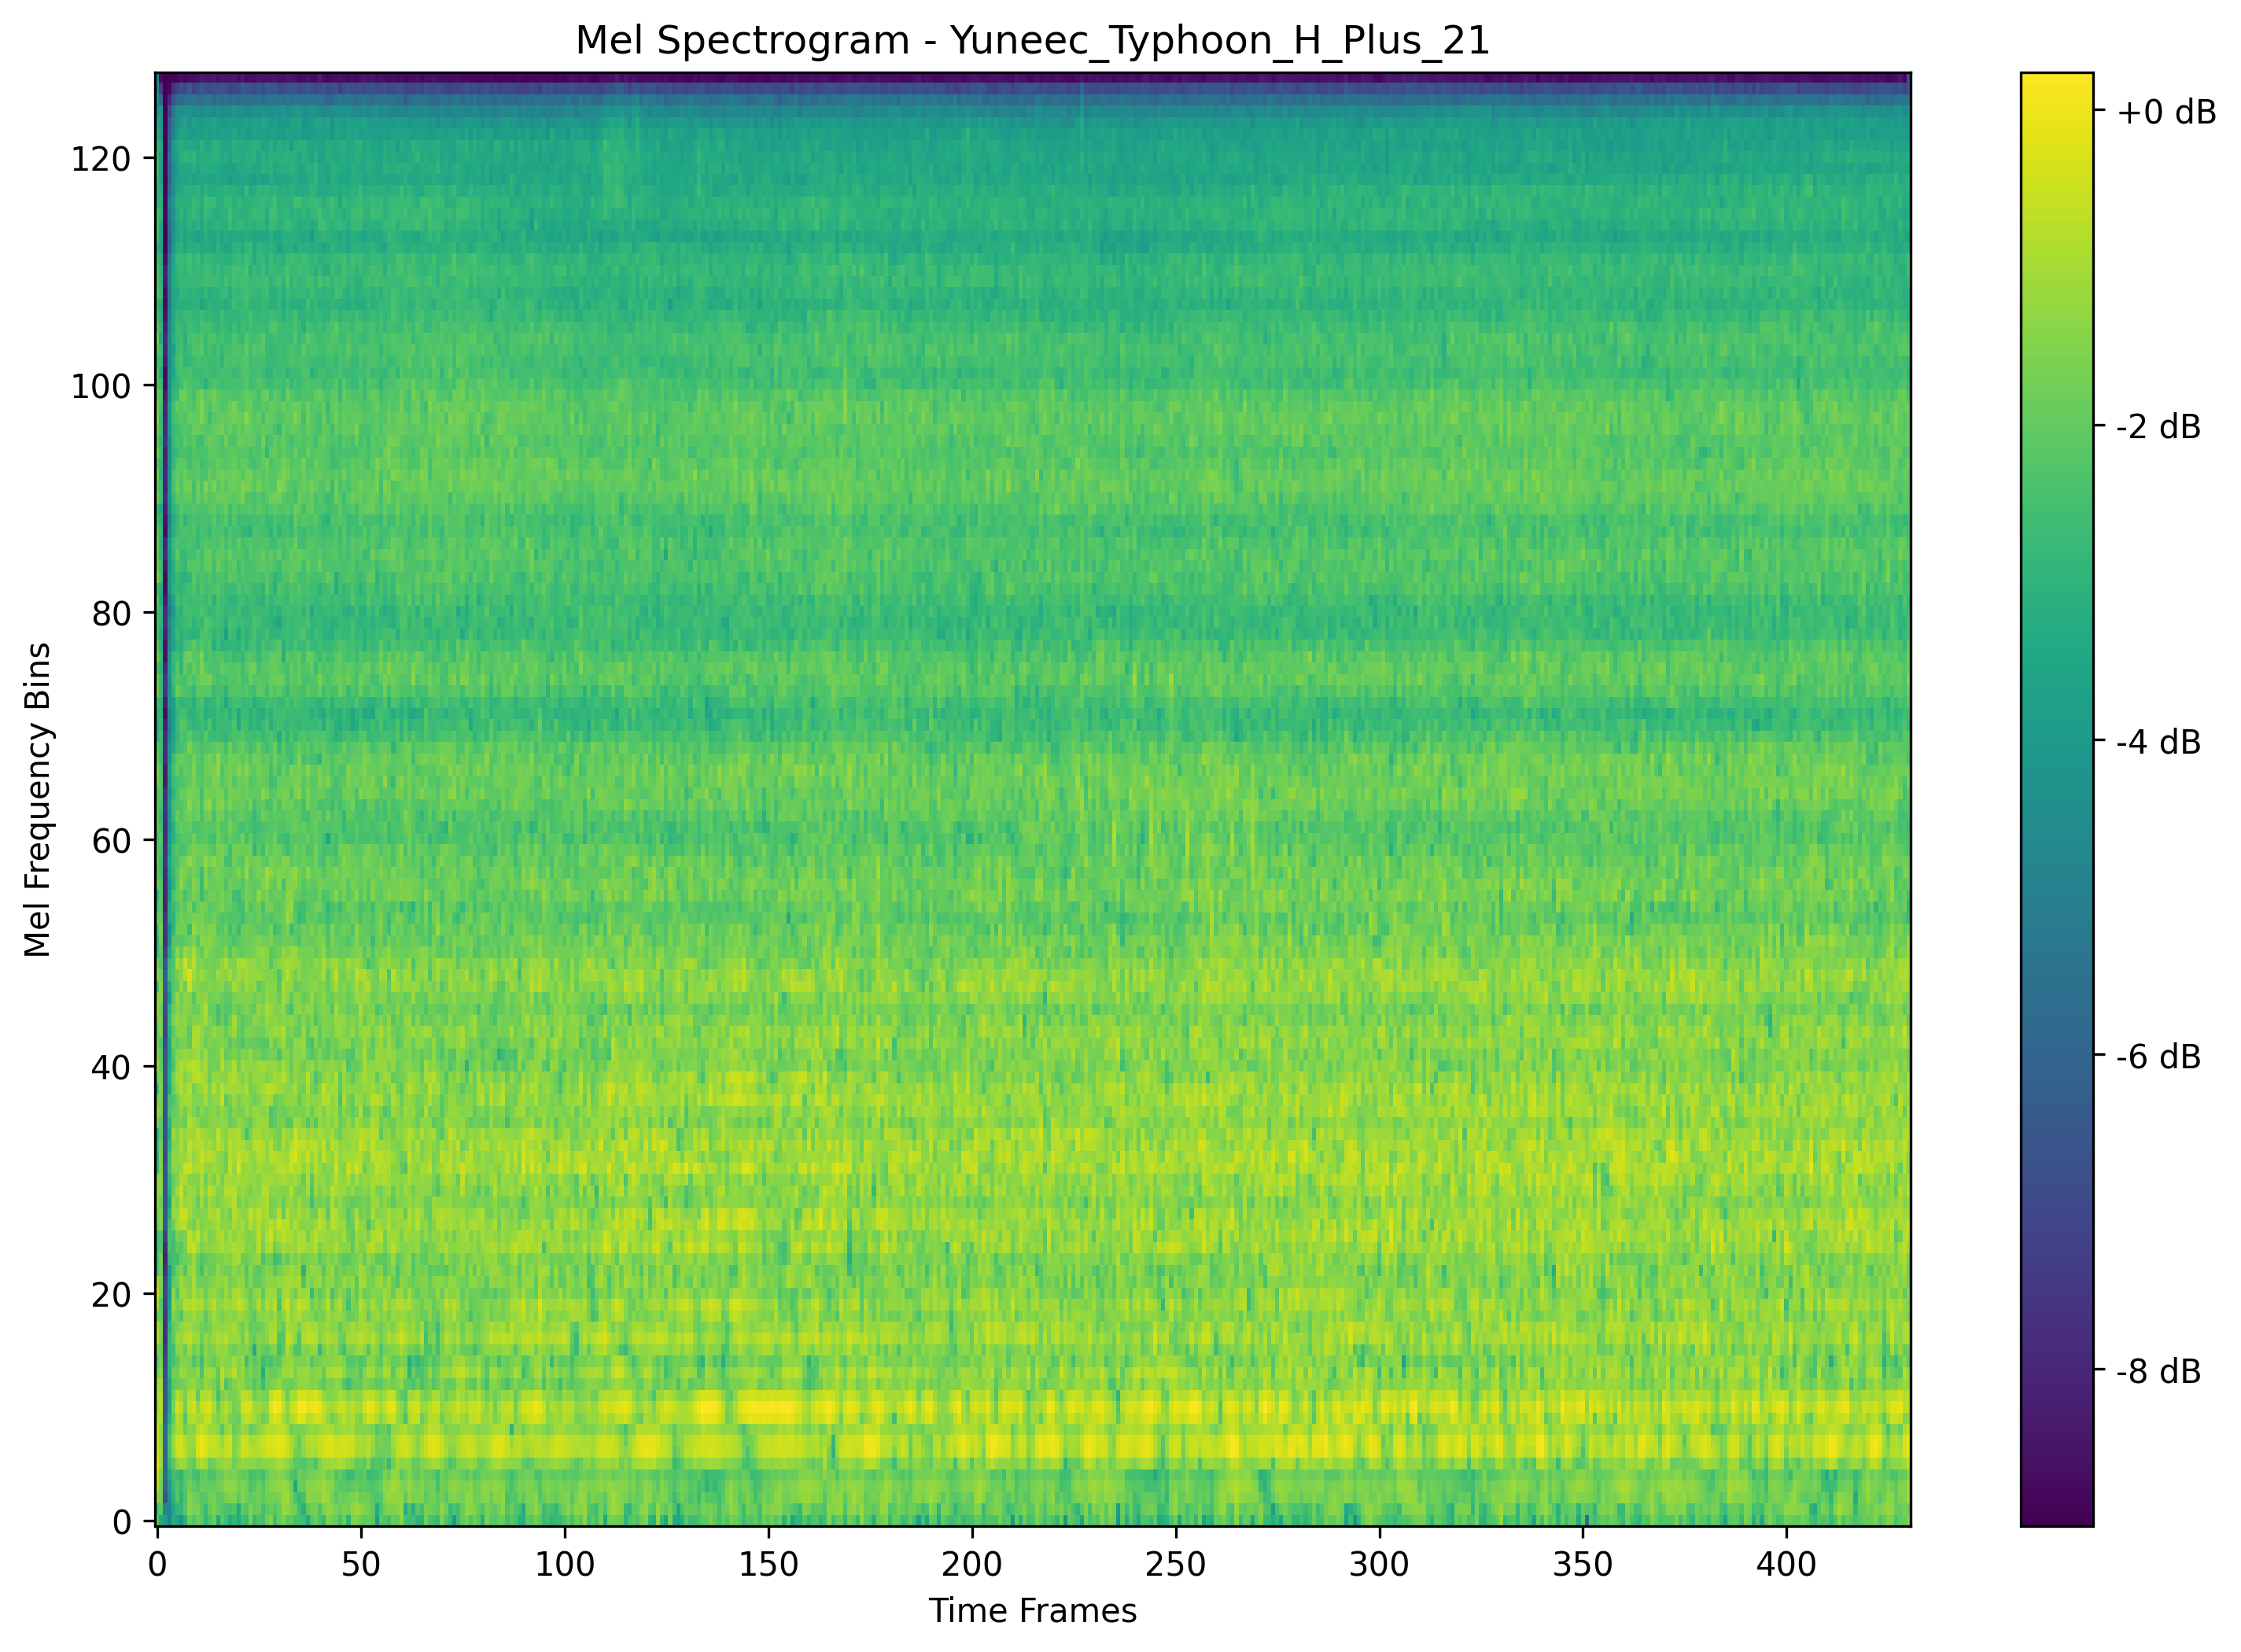 Mel Spectrogram - Yuneec_Typhoon_H_Plus_21
Mel Frequency Bins
120
100
80
60
40
20
0
0 50 100 150 200 250 300 350 400
Time Frames
+0 dB
-2 dB
-4 dB
-6 dB
-8 dB